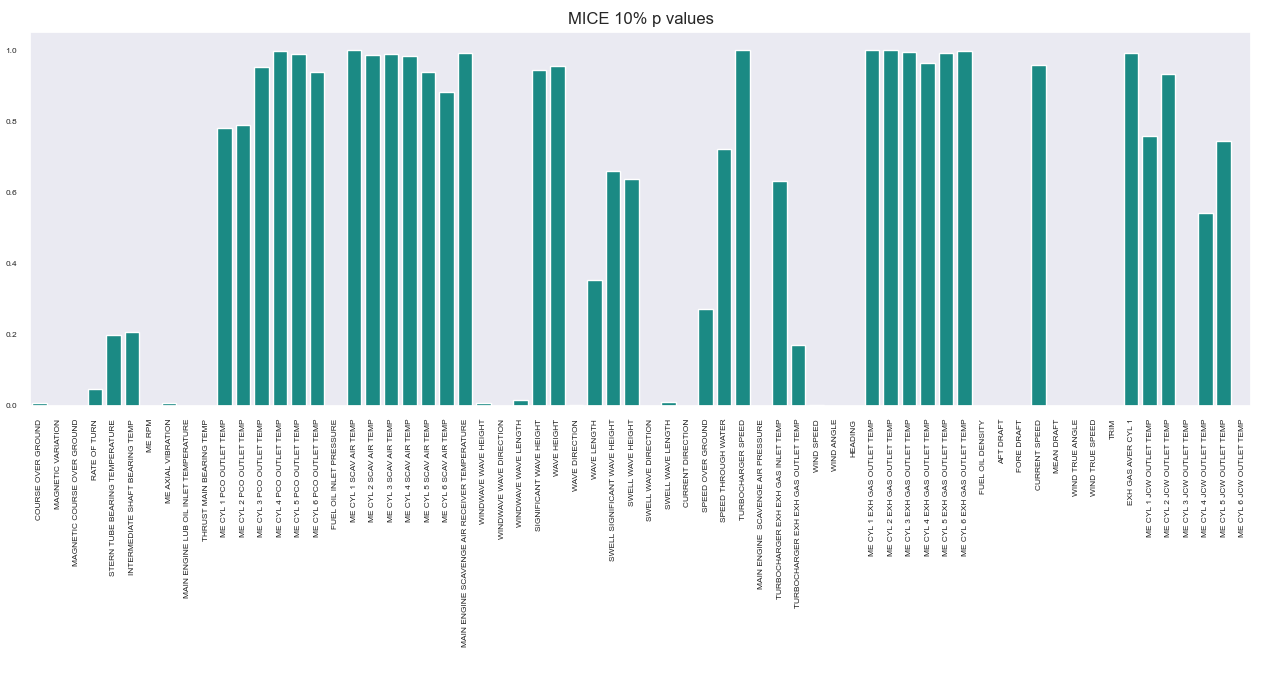 MICE 10% p values
1.0
0.8
0.6
0.4
0.2
0.0
COURSE OVER GROUND
MAGNETIC VARIATION
MAGNETIC COURSE OVER GROUND
RATE OF TURN
STERN TUBE BEARING TEMPERATURE
INTERMEDIATE SHAFT BEARING TEMP
ME RPM
ME AXIAL VIBRATION
MAIN ENGINE LUB OIL INLET TEMPERATURE
THRUST MAIN BEARING TEMP
ME CYL 1 PCO OUTLET TEMP
ME CYL 2 PCO OUTLET TEMP
ME CYL 3 PCO OUTLET TEMP
ME CYL 4 PCO OUTLET TEMP
ME CYL 5 PCO OUTLET TEMP
ME CYL 6 PCO OUTLET TEMP
FUEL OIL INLET PRESSURE
ME CYL 1 SCAV AIR TEMP
ME CYL 2 SCAV AIR TEMP
ME CYL 3 SCAV AIR TEMP
ME CYL 4 SCAV AIR TEMP
ME CYL 5 SCAV AIR TEMP
ME CYL 6 SCAV AIR TEMP
MAIN ENGINE SCAVENGE AIR RECEIVER TEMPERATURE
WINDWAVE WAVE HEIGHT
WINDWAVE WAVE DIRECTION
WINDWAVE WAVE LENGTH
SIGNIFICANT WAVE HEIGHT
WAVE HEIGHT
WAVE DIRECTION
WAVE LENGTH
SWELL SIGNIFICANT WAVE HEIGHT
SWELL WAVE HEIGHT
SWELL WAVE DIRECTION
SWELL WAVE LENGTH
CURRENT DIRECTION
SPEED OVER GROUND
SPEED THROUGH WATER
TURBOCHARGER SPEED
MAIN ENGINE SCAVENGE AIR PRESSURE
TURBOCHARGER EXH EXH GAS INLET TEMP
TURBOCHARGER EXH EXH GAS OUTLET TEMP
WIND SPEED
WIND ANGLE
HEADING
ME CYL 1 EXH GAS OUTLET TEMP
ME CYL 2 EXH GAS OUTLET TEMP
ME CYL 3 EXH GAS OUTLET TEMP
ME CYL 4 EXH GAS OUTLET TEMP
ME CYL 5 EXH GAS OUTLET TEMP
ME CYL 6 EXH GAS OUTLET TEMP
FUEL OIL DENSITY
AFT DRAFT
FORE DRAFT
CURRENT SPEED
MEAN DRAFT
WIND TRUE ANGLE
WIND TRUE SPEED
TRIM
EXH GAS AVER CYL 1
ME CYL 1 JCW OUTLET TEMP
ME CYL 2 JCW OUTLET TEMP
ME CYL 3 JCW OUTLET TEMP
ME CYL 4 JCW OUTLET TEMP
ME CYL 5 JCW OUTLET TEMP
ME CYL 6 JCW OUTLET TEMP